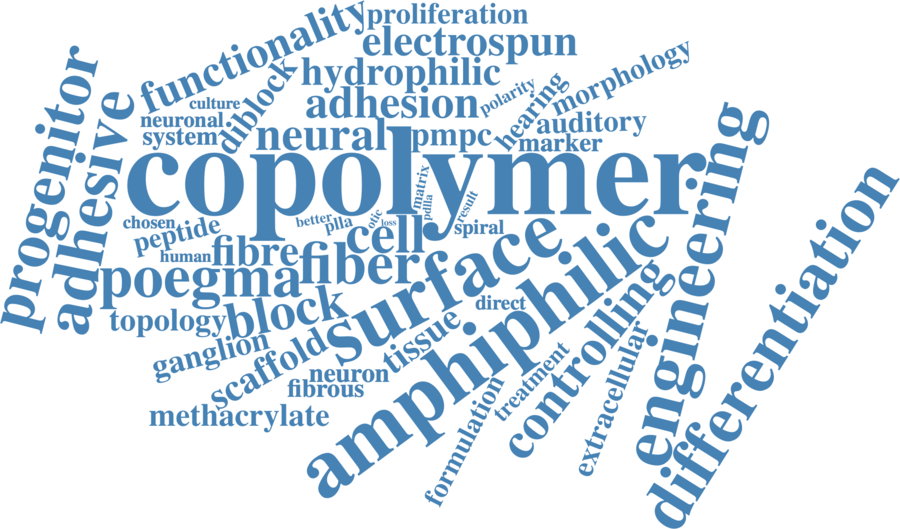 proliferation
functionality
electrospun
hydrophilic
morphology
diblock
culture
adhesion
polarity
hearing
neuronal
auditory
system
neural
pmpc
marker
progenitor
adhesive
copolymer
engineering
differentiation
matrix
pdlla
result
chosen
better
plla
otic
loss
spiral
peptide
cell
surface
human
fibre
fiber
poegma
amphiphilic
block
direct
topology
controlling
tissue
ganglion
scaffold
neuron
treatment
extracellular
fibrous
formulation
methacrylate